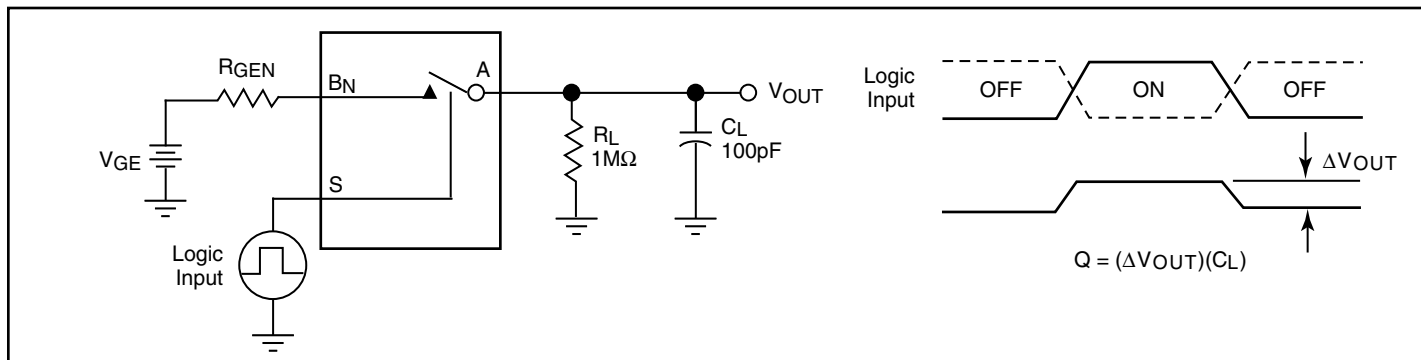 RGEN
BN
A
VOUT
VGE
RL
1MΩ
CL
100pF
S
Logic
Input
Logic
Input
OFF
ON
OFF
ΔVOUT
Q = (ΔVOUT)(CL)